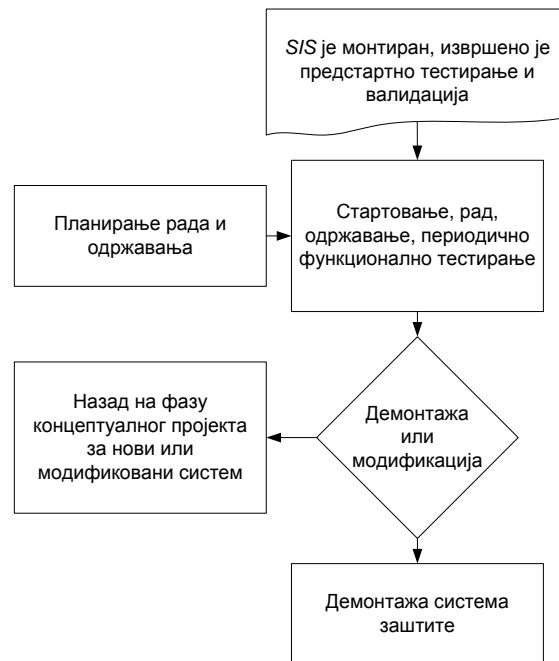 SIS је монтиран, извршено је
предстартно тестирање и
валидација
Планирање рада и
одржавања
Стартовање, рад,
одржавање, периодично
функционално тестирање
Назад на фазу
концептуалног пројекта
за нови или
модификовани систем
Демонтажа
или
модификација
Демонтажа система
заштите